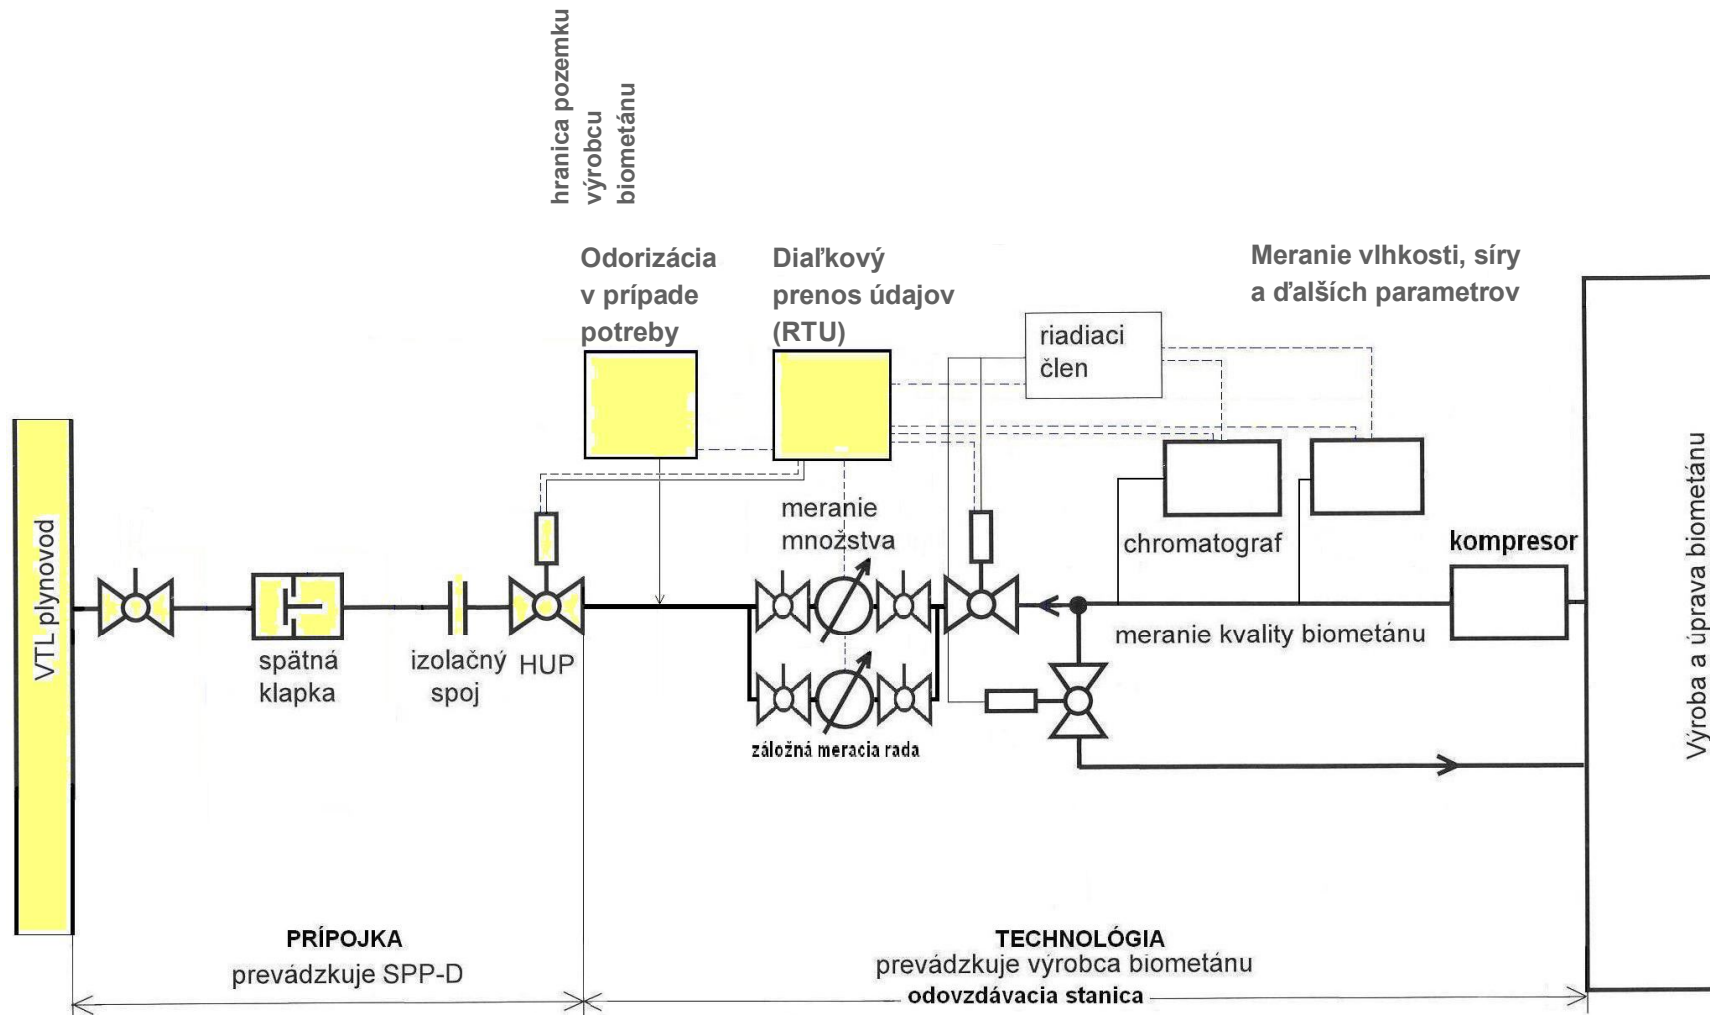 hranica pozemku
výrobcu
biometánu
Odorizácia
v prípade
potreby
Diaľkový
prenos údajov
(RTU)
Meranie vlhkosti, síry
a ďalších parametrov
riadiaci
člen
VTL plynovod
meranie
množstva
chromatograf
kompresor
Výroba a úprava biometánu
spätná
klapka
izolačný
spoj
HUP
meranie kvality biometánu
záložná meracia rada
PRÍPOJKA
prevádzkuje SPP-D
TECHNOLÓGIA
prevádzkuje výrobca biometánu
odovzdávacia stanica